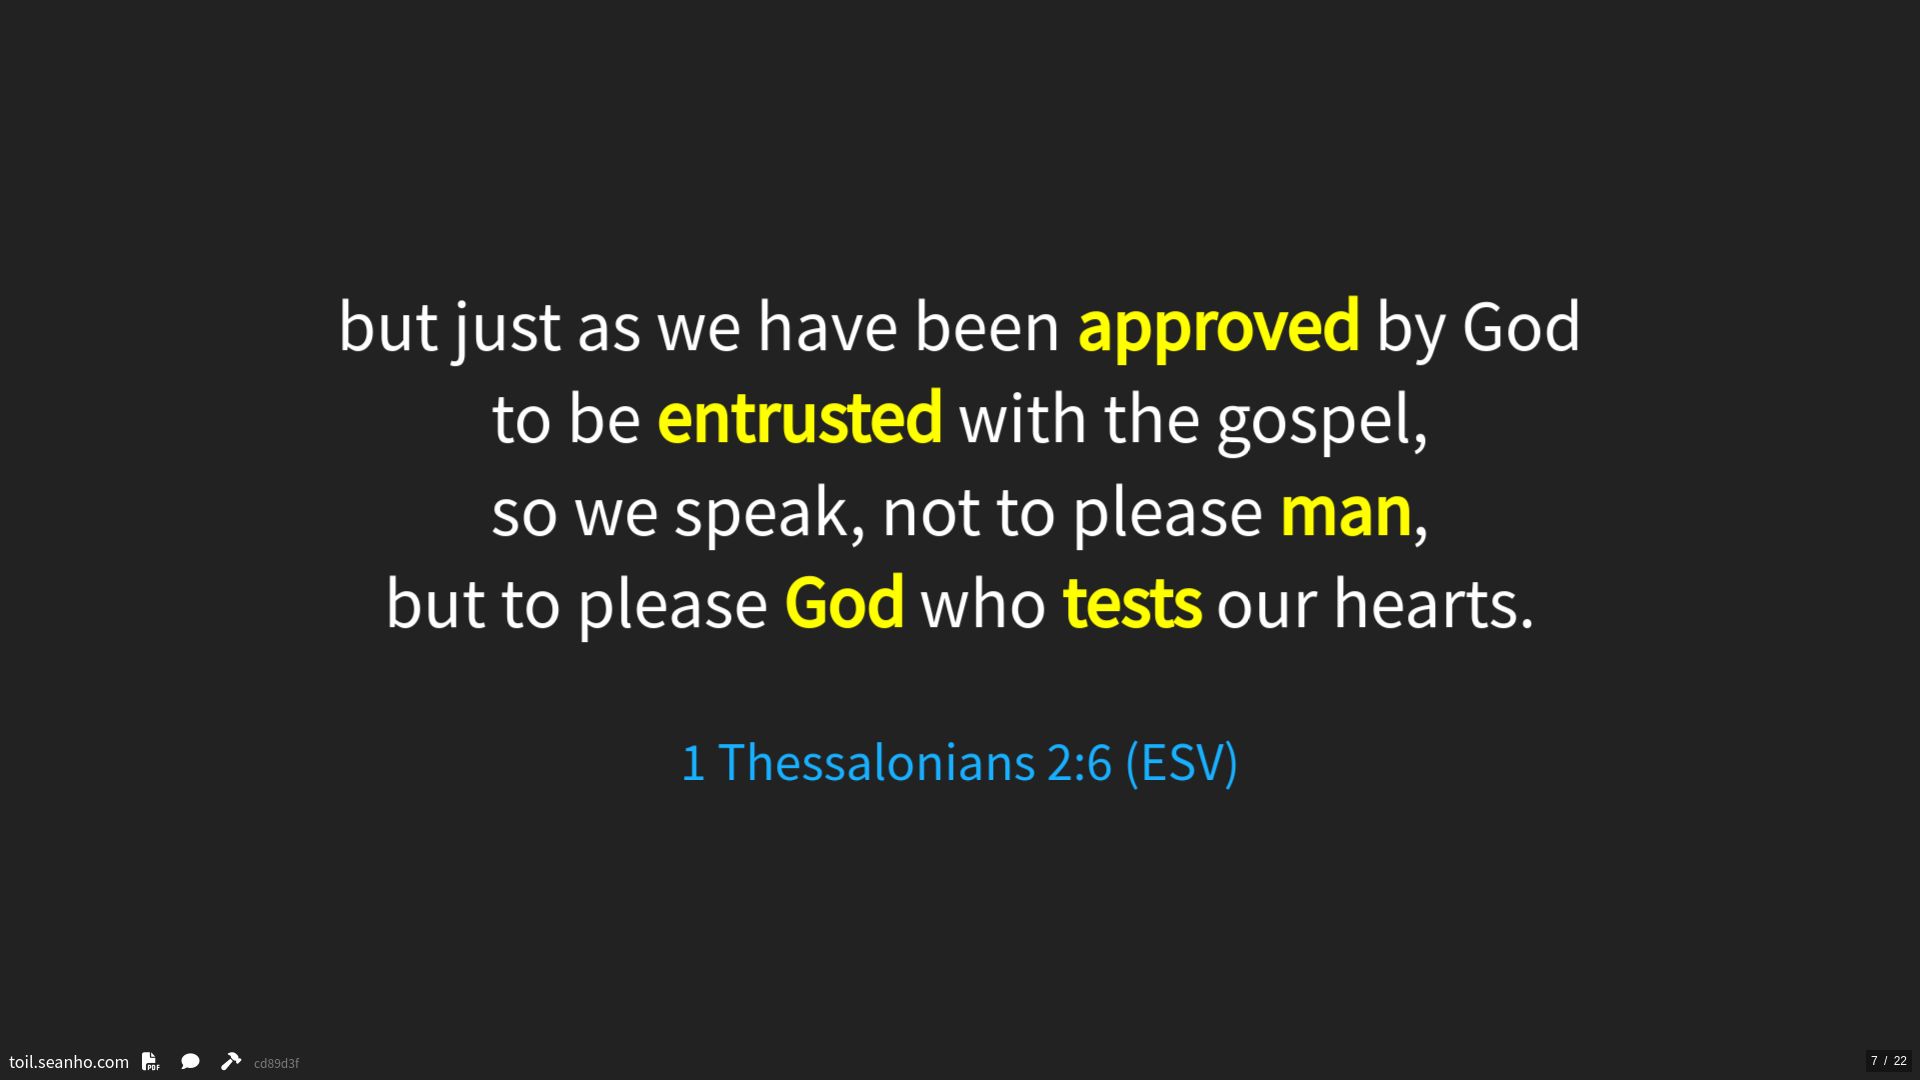 but just as we have been approved by God
to be entrusted with the gospel,
so we speak, not to please man,
but to please God who tests our hearts.
1 Thessalonians 2:6 (ESV)
toil.seanho.com PDF cd89d3f
7 / 22